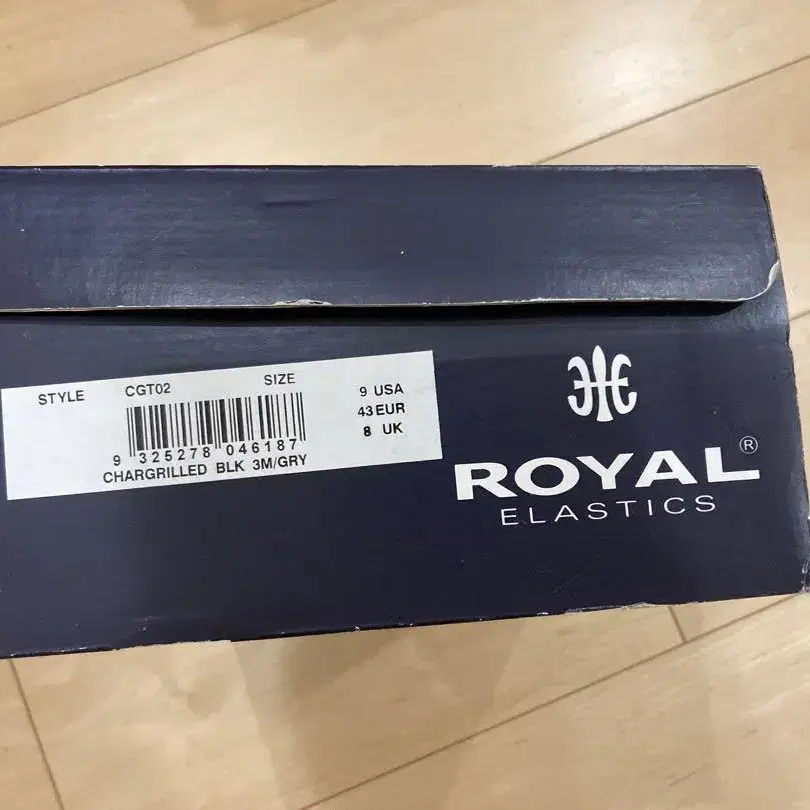 STYLE CGT02 SIZE 9 USA
43 EUR
8 UK
9 325278 046187
CHARGRILLED BLK 3M/GRY
ROYAL®
ELASTICS